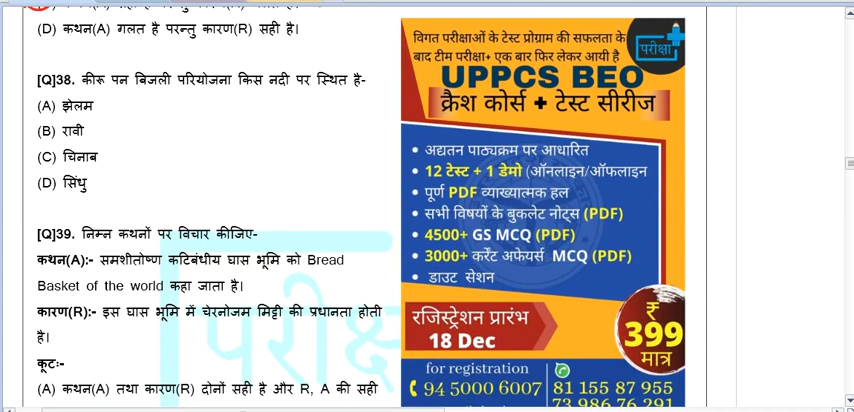 (D) कथन(A) गलत है परन्तु कारण(R) सही है।
[Q]38. कीरू पन बिजली परियोजना किस नदी पर स्थित है-
(A) झेलम
(B) रावी
(C) चिनाब
(D) सिंधु
[Q]39. निम्न कथनों पर विचार कीजिए-
कथन(A):- समशीतोष्ण कटिबंधीय घास भूमि को Bread
Basket of the world कहा जाता है।
कारण(R):- इस घास भूमि में चेरनोजम मिट्टी की प्रधानता होती
है।
कूटः-
(A) कथन(A) तथा कारण(R) दोनों सही है और R, A की सही
परीक्षा
विगत परीक्षाओं के टेस्ट प्रोग्राम की सफलता के
बाद टीम परीक्षा+ एक बार फिर लेकर आयी है
परीक्षा
UPPCS BEO
क्रैश कोर्स + टेस्ट सीरीज
• अद्यतन पाठ्यक्रम पर आधारित
• 12 टेस्ट + 1 डेमो (ऑनलाइन/ऑफलाइन
• पूर्ण PDF व्याख्यात्मक हल
• सभी विषयों के बुकलेट नोट्स (PDF)
• 4500+ GS MCQ (PDF)
• 3000+ करेंट अफेयर्स MCQ (PDF)
• डाउट सेशन
रजिस्ट्रेशन प्रारंभ
18 Dec
₹
399
मात्र
for registration
94 5000 6007
81 155 87 955
73 986 76 291